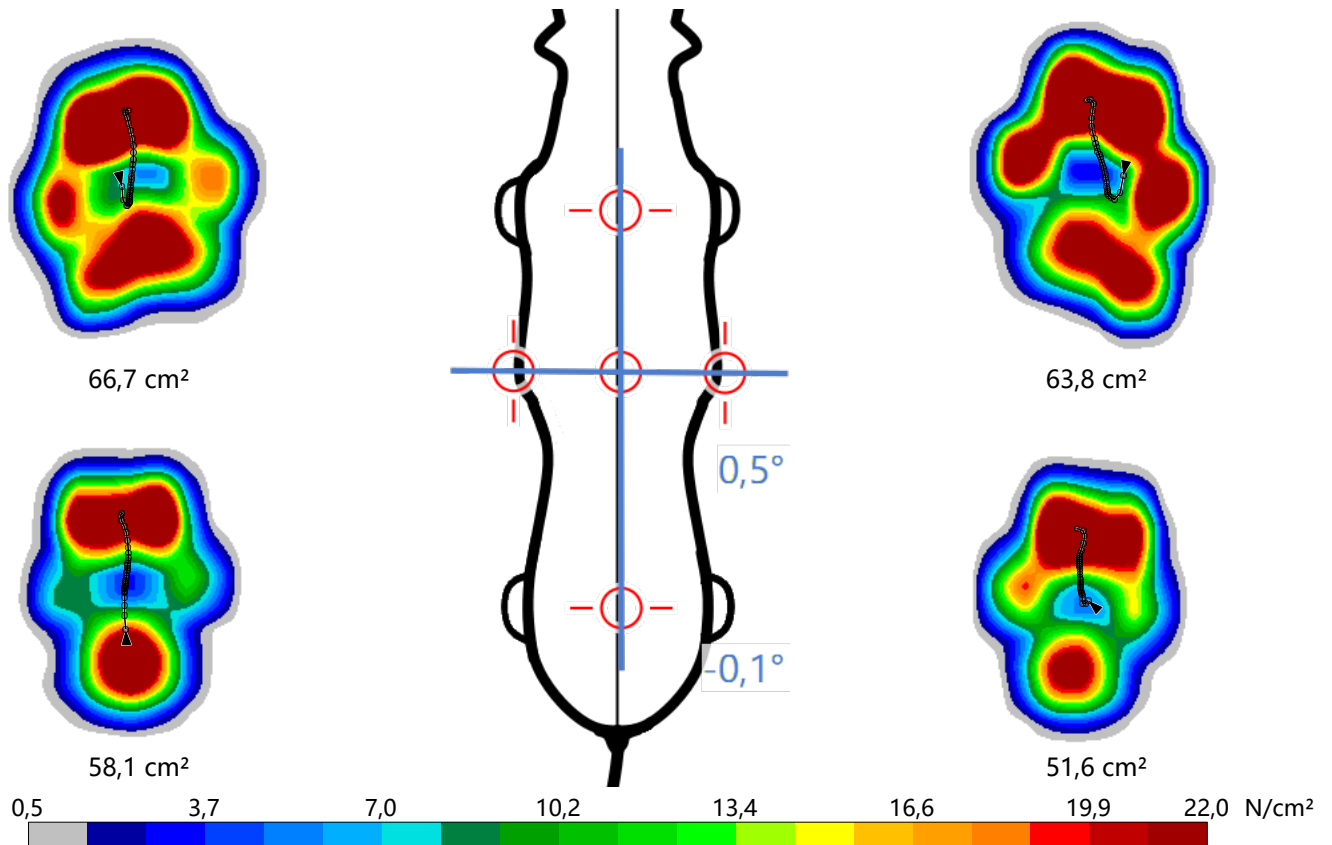 66,7 cm²
63,8 cm²
0,5°
-0,1°
58,1 cm²
51,6 cm²
0,5 3,7 7,0 10,2 13,4 16,6 19,9 22,0 N/cm²